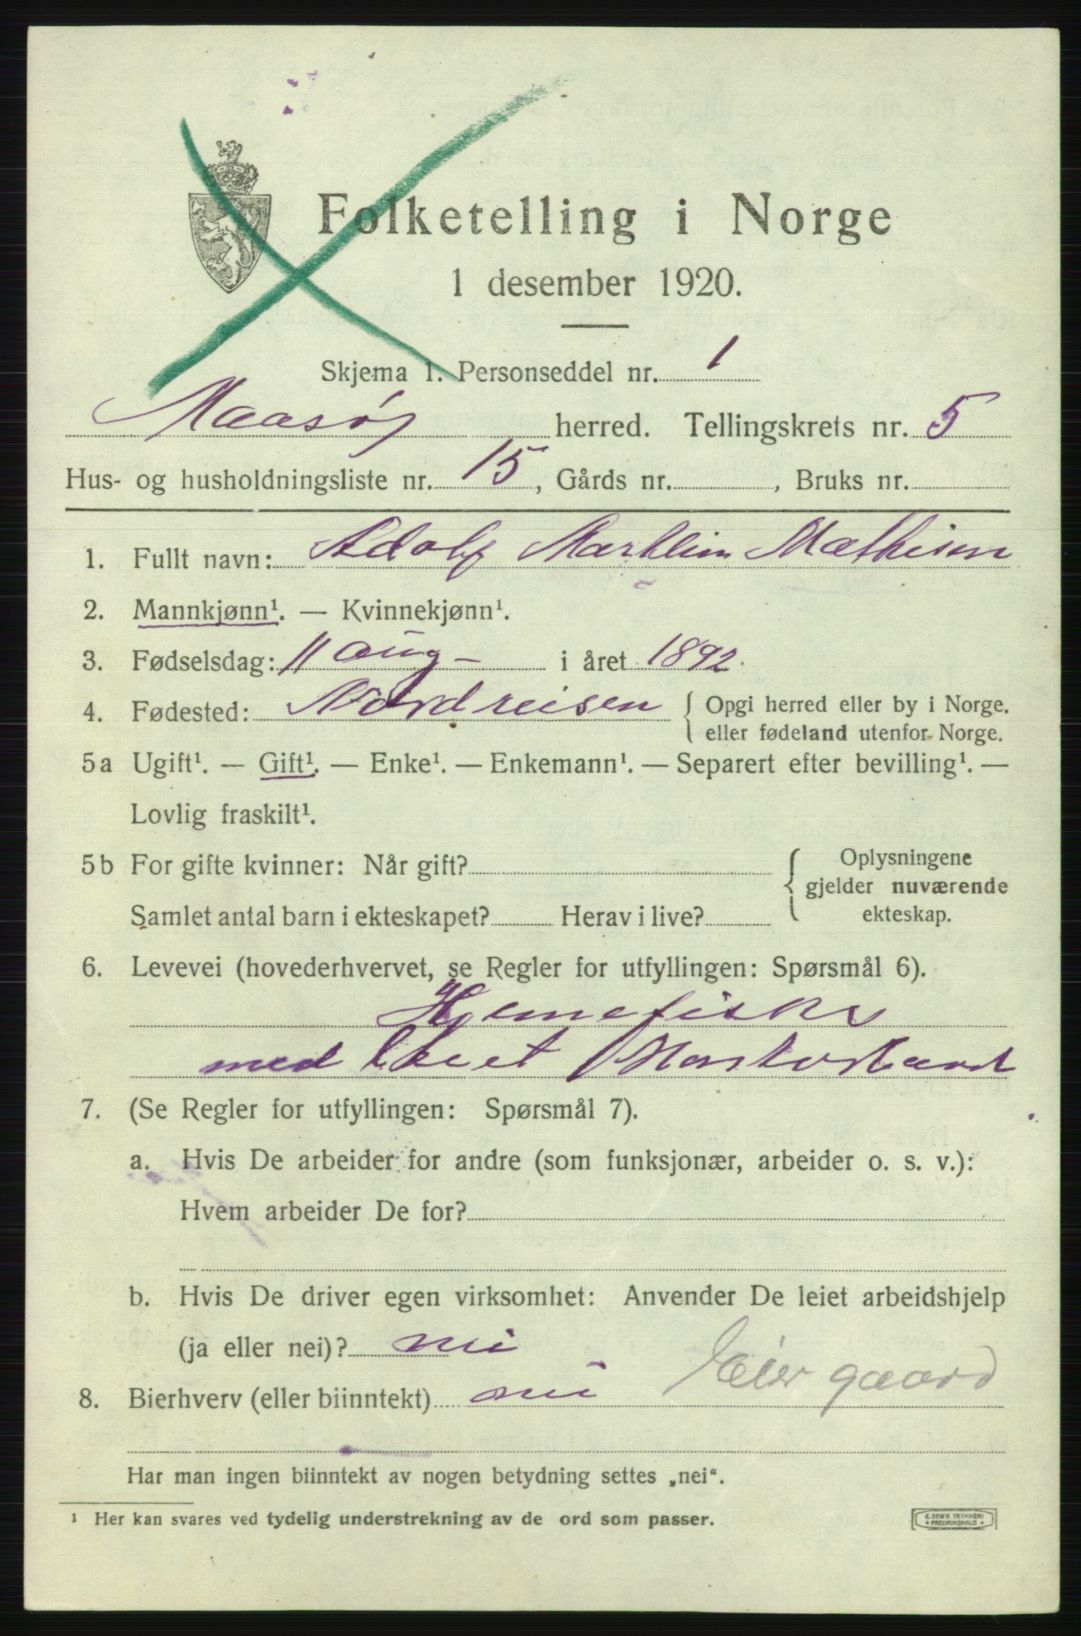 Folketelling i Norge
1 desember 1920.
Skjema 1. Personseddel nr. 1
Maasøy herred. Tellingskrets nr. 5
Hus- og husholdningsliste nr. 15, Gårds nr. , Bruks nr.
1. Fullt navn: Adolf Mathisen
2. Mannkjønn¹. — Kvinnekjønn¹.
3. Fødselsdag: 11 aug - i året 1892.
4. Fødested: Nordreisen { Opgi herred eller by i Norge,
eller fødeland utenfor Norge.
5a Ugift¹. — Gift¹. — Enke¹. — Enkemann¹. — Separert efter bevilling¹. —
Lovlig fraskilt¹.
5b For gifte kvinner: Når gift? { Oplysningene
gjelder nuværende
ekteskap.
Samlet antal barn i ekteskapet? Herav i live?
6. Levevei (hovederhvervet, se Regler for utfyllingen: Spørsmål 6).
Hjemefisker
med
7. (Se Regler for utfyllingen: Spørsmål 7).
a. Hvis De arbeider for andre (som funksjonær, arbeider o. s. v.):
Hvem arbeider De for?
b. Hvis De driver egen virksomhet: Anvender De leiet arbeidshjelp
(ja eller nei)? nei
Eier gaard
8. Bierhverv (eller biinntekt) nei
Har man ingen biinntekt av nogen betydning settes „nei“.
¹ Her kan svares ved tydelig understrekning av de ord som passer.
E. SEM'S TRYKKERI
FREDRIKSHALD